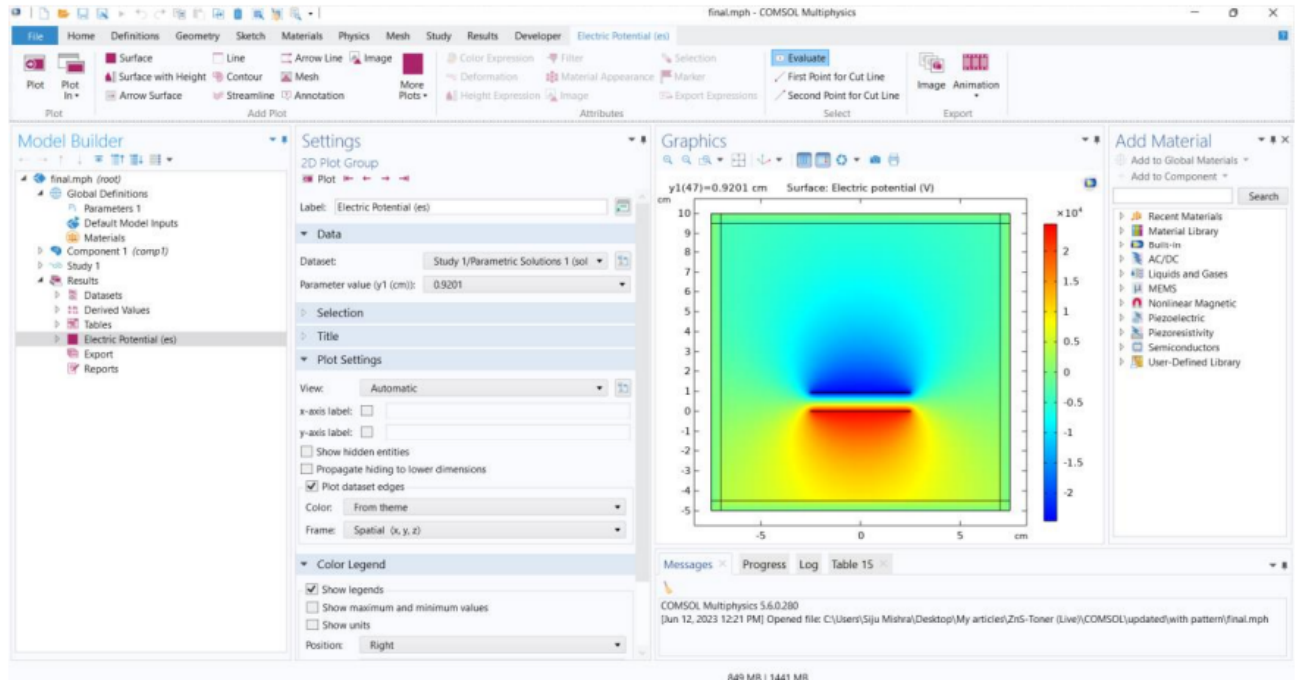 final.mph - COMSOL Multiphysics
File Home Definitions Geometry Sketch Materials Physics Mesh Study Results Developer Electric Potential (es)
Plot
Plot In
Plot
Surface
Surface with Height
Arrow Surface
Line
Contour
Streamline
Arrow Line
Mesh
Annotation
Image
More Plots
Add Plot
Color Expression
Deformation
Height Expression
Filter
Material Appearance
Image
Selection
Marker
Export Expressions
Attributes
Evaluate
First Point for Cut Line
Second Point for Cut Line
Select
Image Animation
Export
Model Builder
final.mph (root)
Global Definitions
Parameters 1
Default Model Inputs
Materials
Component 1 (comp1)
Study 1
Results
Datasets
Derived Values
Tables
Electric Potential (es)
Export
Reports
Settings
2D Plot Group
Plot
Label: Electric Potential (es)
Data
Dataset: Study 1/Parametric Solutions 1 (sol
Parameter value (y1 (cm)): 0.9201
Selection
Title
Plot Settings
View: Automatic
x-axis label:
y-axis label:
Show hidden entities
Propagate hiding to lower dimensions
Plot dataset edges
Color: From theme
Frame: Spatial (x, y, z)
Color Legend
Show legends
Show maximum and minimum values
Show units
Position: Right
Graphics
y1(47)=0.9201 cm Surface: Electric potential (V)
cm
10
9
8
7
6
5
4
3
2
1
0
-1
-2
-3
-4
-5
-5 0 5 cm
×10⁴
2
1.5
1
0.5
0
-0.5
-1
-1.5
-2
Messages Progress Log Table 15
COMSOL Multiphysics 5.6.0.280
[Jun 12, 2023 12:21 PM] Opened file: C:\Users\Siju Mishra\Desktop\My articles\ZnS-Toner (Live)\COMSOL\updated\with pattern\final.mph
Add Material
Add to Global Materials
Add to Component
Search
Recent Materials
Material Library
Built-in
AC/DC
Liquids and Gases
MEMS
Nonlinear Magnetic
Piezoelectric
Piezoresistivity
Semiconductors
User-Defined Library
849 MB | 1441 MB